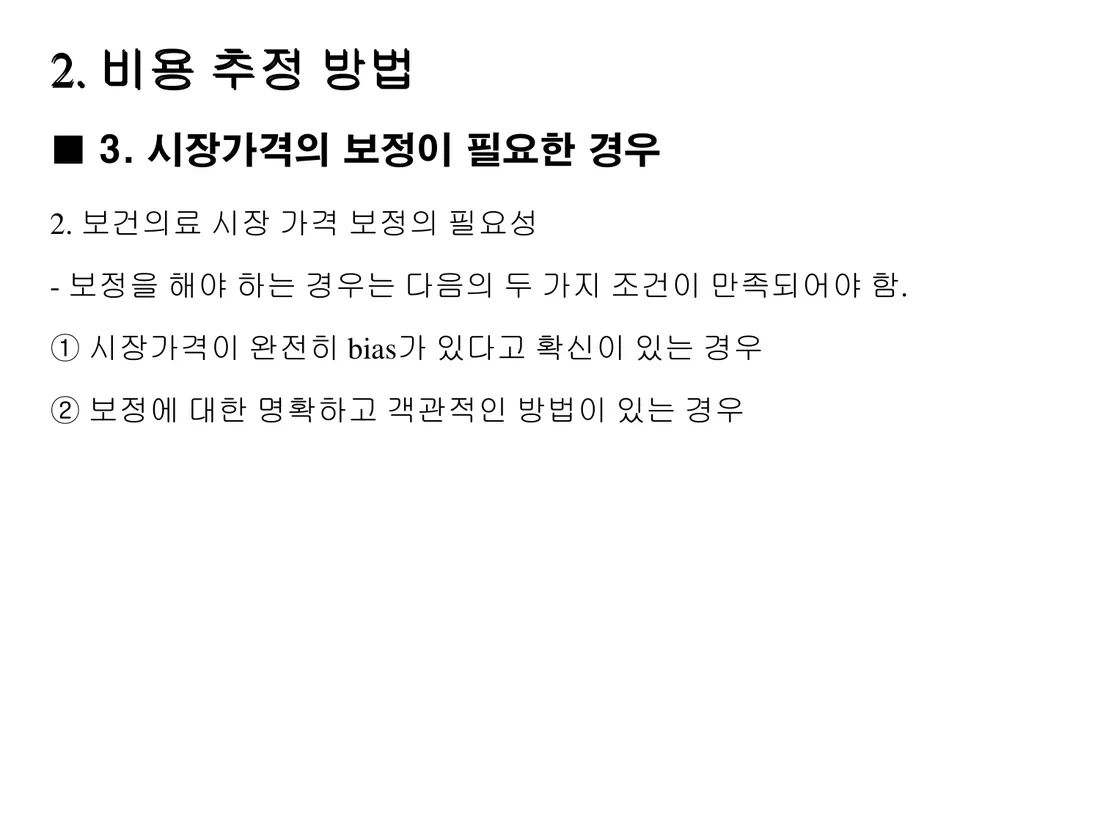 2. 비용 추정 방법
■ 3. 시장가격의 보정이 필요한 경우
2. 보건의료 시장 가격 보정의 필요성
- 보정을 해야 하는 경우는 다음의 두 가지 조건이 만족되어야 함.
① 시장가격이 완전히 bias가 있다고 확신이 있는 경우
② 보정에 대한 명확하고 객관적인 방법이 있는 경우